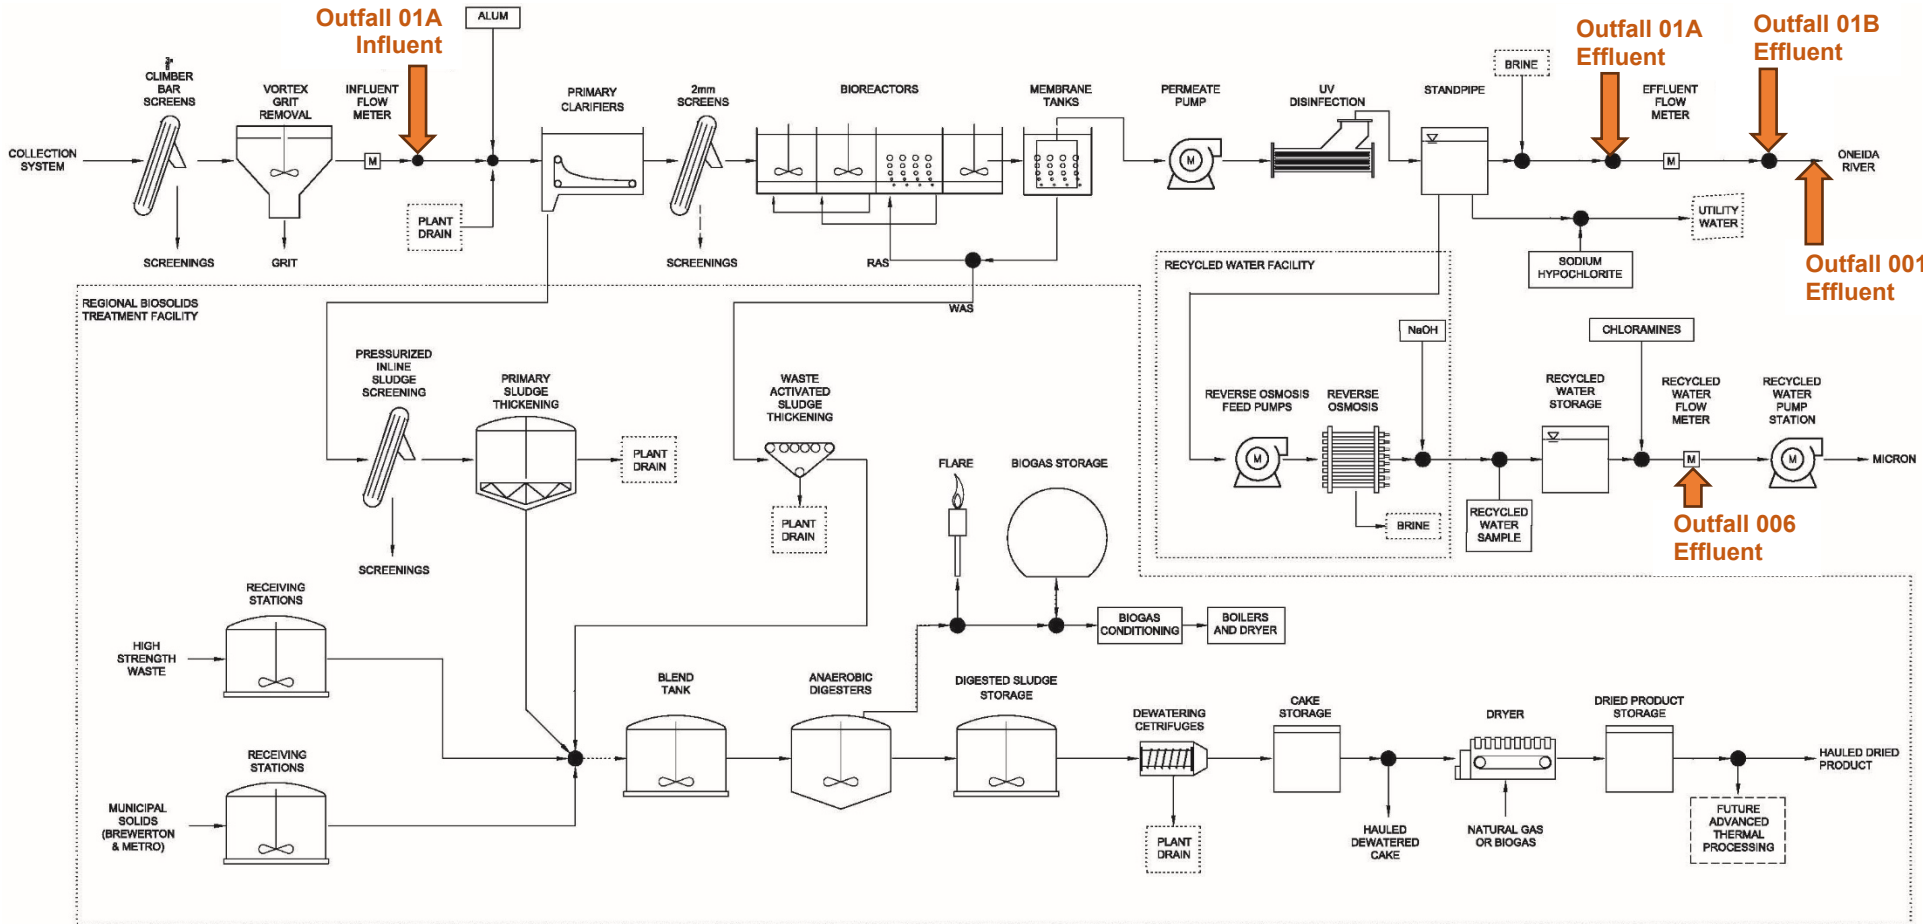 Outfall 01A
Influent
ALUM
Outfall 01A
Effluent
Outfall 01B
Effluent
CLIMBER
BAR
SCREENS
VORTEX
GRIT
REMOVAL
INFLUENT
FLOW
METER
PRIMARY
CLARIFIERS
2mm
SCREENS
BIOREACTORS
MEMBRANE
TANKS
PERMEATE
PUMP
UV
DISINFECTION
STANDPIPE
BRINE
EFFLUENT
FLOW
METER
COLLECTION
SYSTEM
M
M
M
ONEIDA
RIVER
PLANT
DRAIN
UTILITY
WATER
SCREENINGS
GRIT
SCREENINGS
RAS
SODIUM
HYPOCHLORITE
Outfall 001
Effluent
RECYCLED WATER FACILITY
REGIONAL BIOSOLIDS
TREATMENT FACILITY
WAS
NaOH
CHLORAMINES
PRESSURIZED
INLINE
SLUDGE
SCREENING
PRIMARY
SLUDGE
THICKENING
WASTE
ACTIVATED
SLUDGE
THICKENING
REVERSE OSMOSIS
FEED PUMPS
REVERSE
OSMOSIS
RECYCLED
WATER
STORAGE
RECYCLED
WATER
FLOW
METER
RECYCLED
WATER
PUMP
STATION
PLANT
DRAIN
FLARE
BIOGAS STORAGE
M
M
M
MICRON
PLANT
DRAIN
BRINE
RECYCLED
WATER
SAMPLE
Outfall 006
Effluent
SCREENINGS
RECEIVING
STATIONS
HIGH
STRENGTH
WASTE
BIOGAS
CONDITIONING
BOILERS
AND DRYER
BLEND
TANK
ANAEROBIC
DIGESTERS
DIGESTED SLUDGE
STORAGE
DEWATERING
CETRIFUGES
CAKE
STORAGE
DRYER
DRIED PRODUCT
STORAGE
RECEIVING
STATIONS
HAULED DRIED
PRODUCT
MUNICIPAL
SOLIDS
(BREWERTON
& METRO)
PLANT
DRAIN
HAULED
DEWATERED
CAKE
NATURAL GAS
OR BIOGAS
FUTURE
ADVANCED
THERMAL
PROCESSING